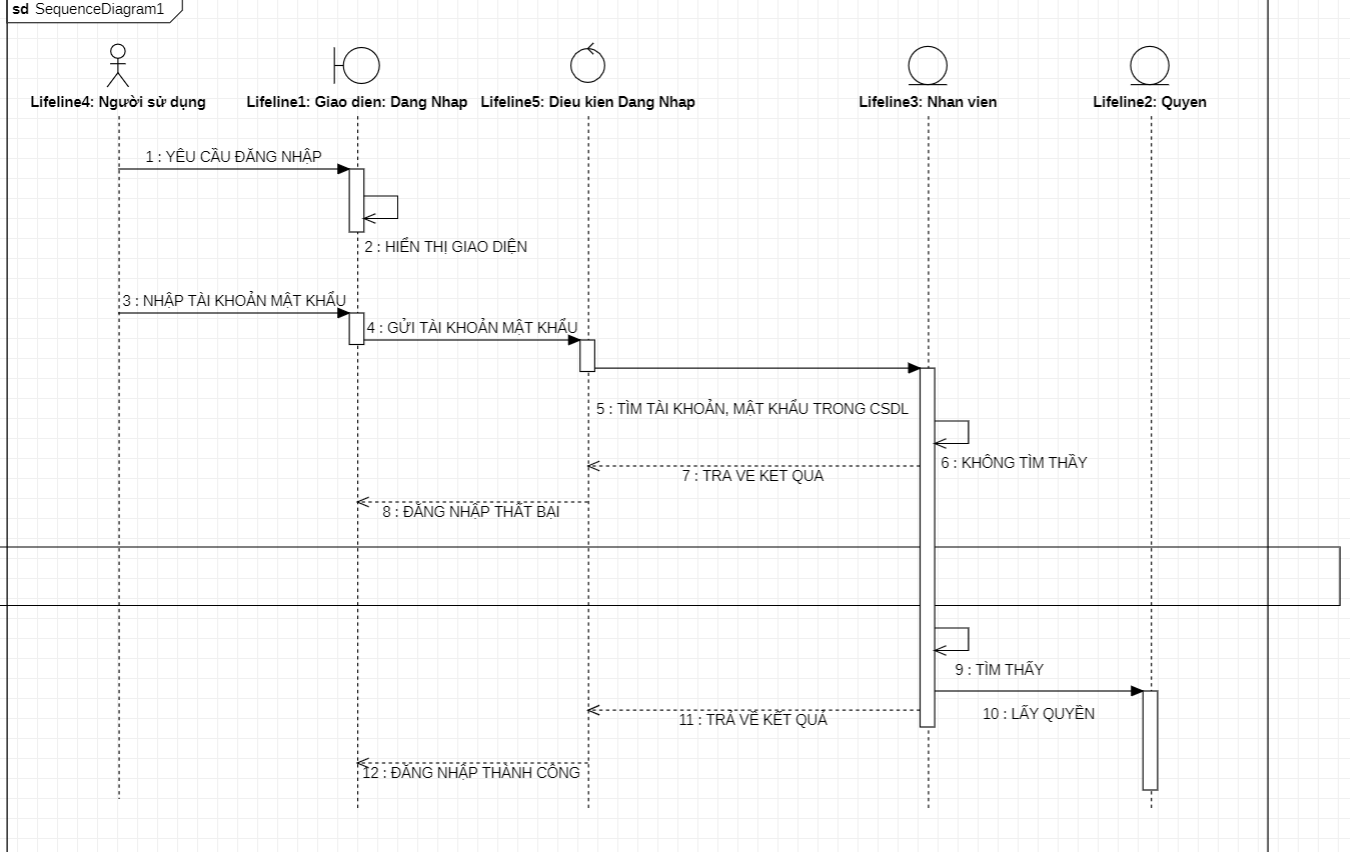 sd SequenceDiagram1
Lifeline4: Người sử dụng
Lifeline1: Giao dien: Dang Nhap
Lifeline5: Dieu kien Dang Nhap
Lifeline3: Nhan vien
Lifeline2: Quyen
1 : YÊU CẦU ĐĂNG NHẬP
2 : HIỂN THỊ GIAO DIỆN
3 : NHẬP TÀI KHOẢN MẬT KHẨU
4 : GỬI TÀI KHOẢN MẬT KHẨU
5 : TÌM TÀI KHOẢN, MẬT KHẨU TRONG CSDL
6 : KHÔNG TÌM THẤY
7 : TRẢ VỀ KẾT QUẢ
8 : ĐĂNG NHẬP THẤT BẠI
9 : TÌM THẤY
10 : LẤY QUYỀN
11 : TRẢ VỀ KẾT QUẢ
12 : ĐĂNG NHẬP THÀNH CÔNG